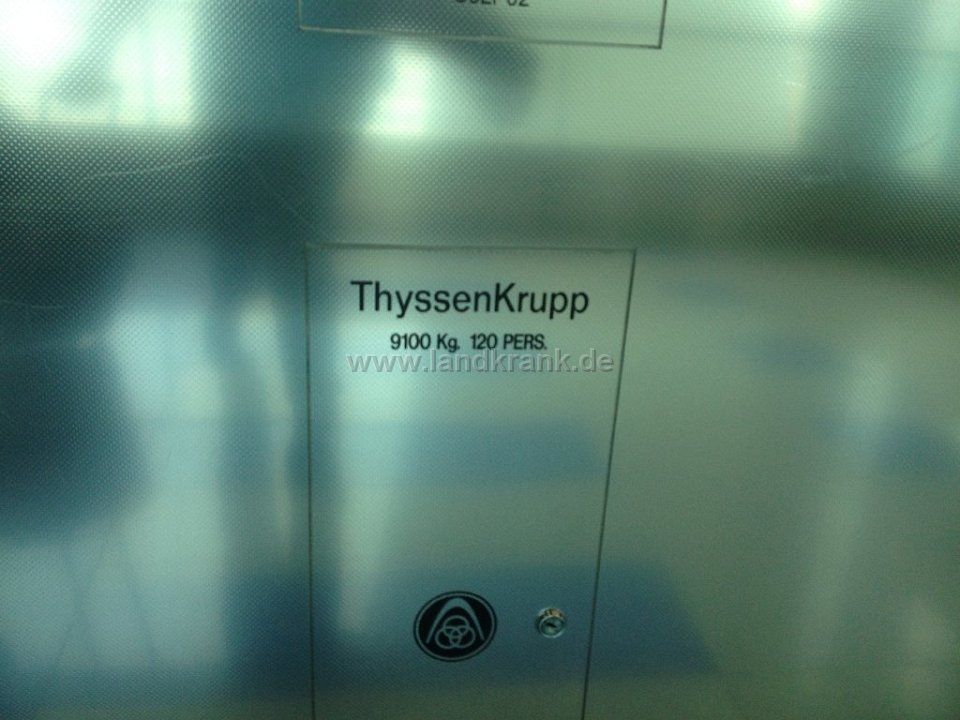 ThyssenKrupp
9100 Kg. 120 PERS.
www.landkrank.de